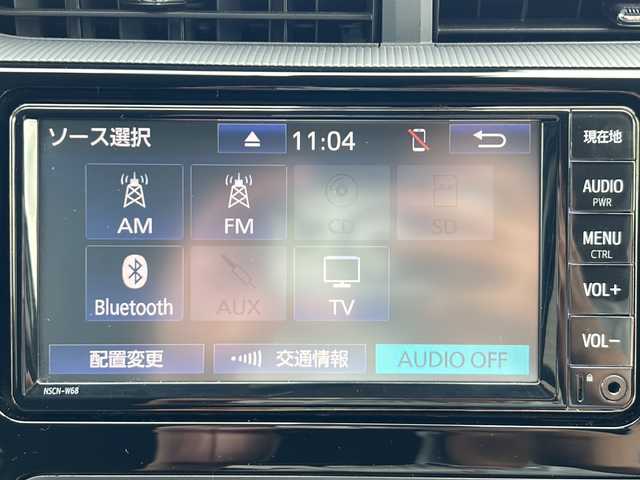 ソース選択 11:04
現在地
AM FM CD SD
AUDIO
PWR
MENU
CTRL
Bluetooth AUX TV
VOL+
VOL-
配置変更 交通情報 AUDIO OFF
NSCN-W68